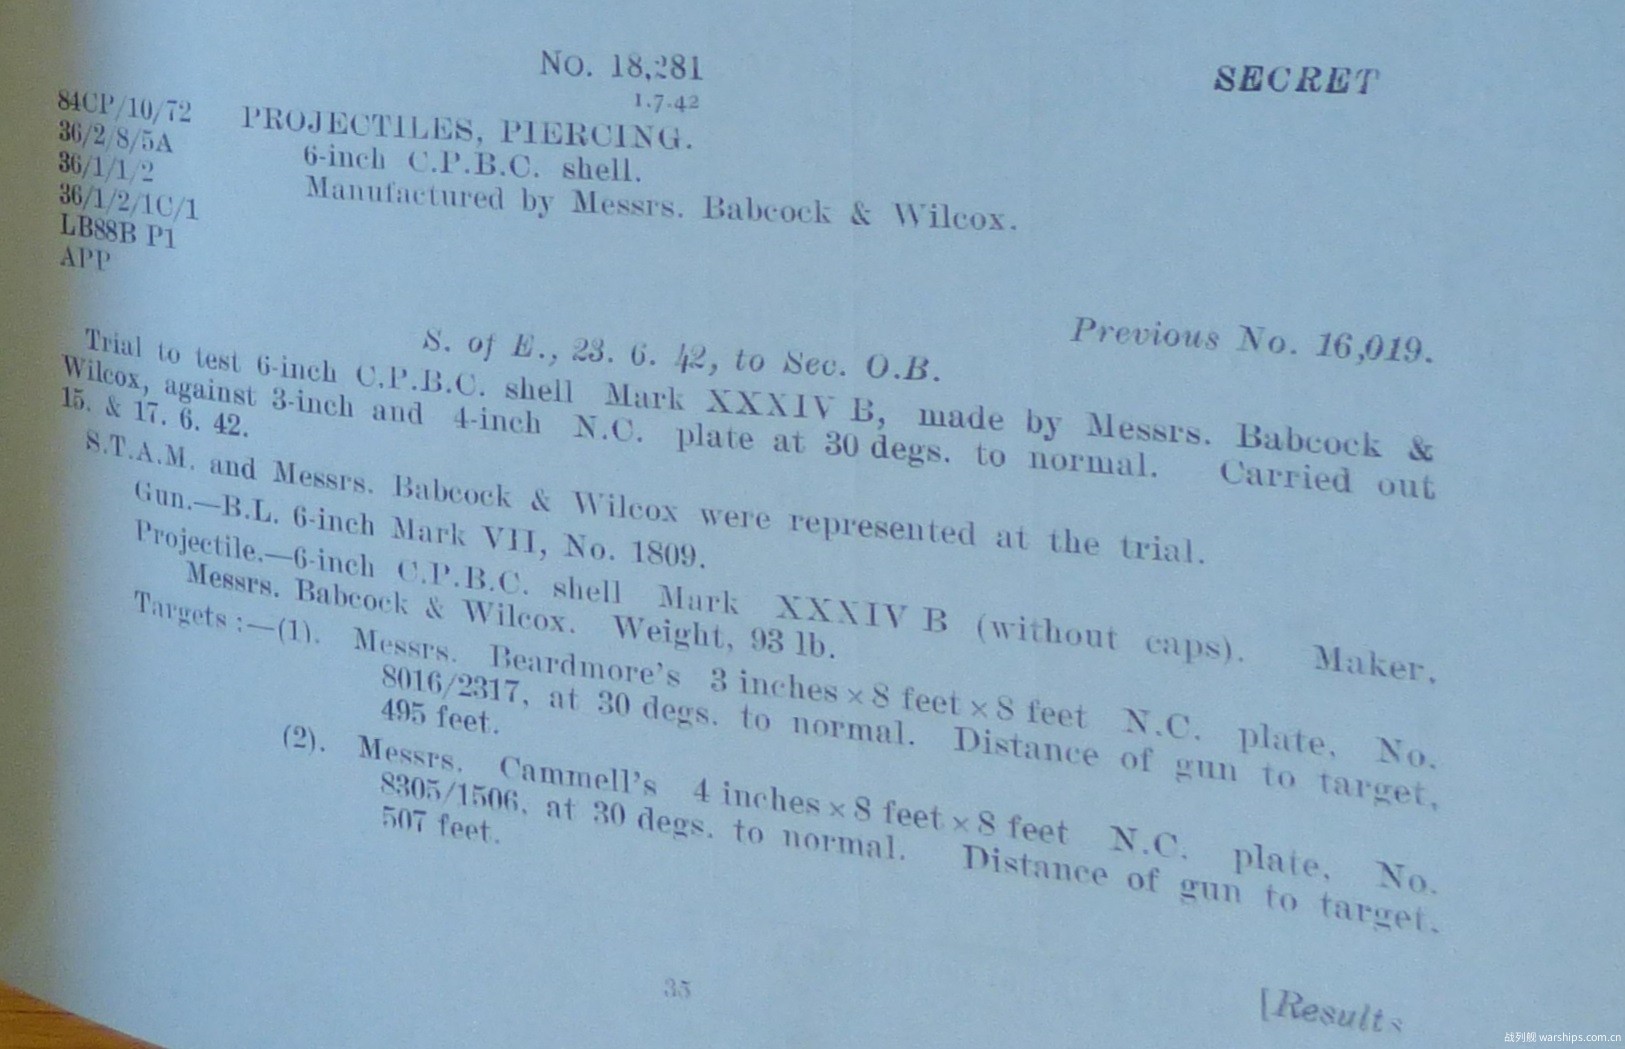 No. 18,281
SECRET
1.7.42
84CP/10/72
36/2/8/5A
36/1/1/2
36/1/2/1C/1
LB88B P1
APP
PROJECTILES, PIERCING.
6-inch C.P.B.C. shell.
Manufactured by Messrs. Babcock & Wilcox.
Previous No. 16,019.
S. of E., 23. 6. 42, to Sec. O.B.
Trial to test 6-inch C.P.B.C. shell Mark XXXIV B, made by Messrs. Babcock &
Wilcox, against 3-inch and 4-inch N.C. plate at 30 degs. to normal. Carried out
15. & 17. 6. 42.
S.T.A.M. and Messrs. Babcock & Wilcox were represented at the trial.
Gun.—B.L. 6-inch Mark VII, No. 1809.
Projectile.—6-inch C.P.B.C. shell Mark XXXIV B (without caps). Maker,
Messrs. Babcock & Wilcox. Weight, 93 lb.
Targets :—(1). Messrs. Beardmore's 3 inches × 8 feet × 8 feet N.C. plate, No.
8016/2317, at 30 degs. to normal. Distance of gun to target,
495 feet.
(2). Messrs. Cammell's 4 inches × 8 feet × 8 feet N.C. plate, No.
8305/1506, at 30 degs. to normal. Distance of gun to target,
507 feet.
35
[Results
战列舰 warships.com.cn